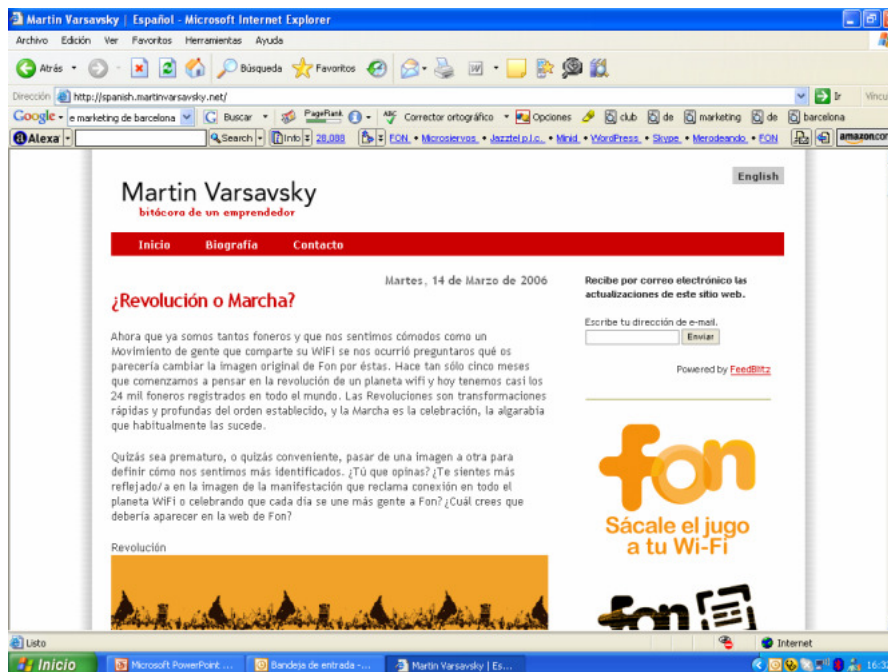 Martin Varsavsky | Español - Microsoft Internet Explorer
Archivo Edición Ver Favoritos Herramientas Ayuda
Atrás Búsqueda Favoritos
Dirección http://spanish.martinvarsavsky.net/ Ir
Google e marketing de barcelona Buscar PageRank ABC Corrector ortográfico Opciones club de marketing de barcelona
Alexa Search Info 28,088 FON Microsiervos Jazztel p.l.c. Minid WordPress Skype Merodeando FON amazon.com
English
Martin Varsavsky
bitácora de un emprendedor
Inicio Biografía Contacto
Martes, 14 de Marzo de 2006
¿Revolución o Marcha?
Ahora que ya somos tantos foneros y que nos sentimos cómodos como un
Movimiento de gente que comparte su WiFi se nos ocurrió preguntaros qué os
parecería cambiar la imagen original de Fon por éstas. Hace tan sólo cinco meses
que comenzamos a pensar en la revolución de un planeta wifi y hoy tenemos casi los
24 mil foneros registrados en todo el mundo. Las Revoluciones son transformaciones
rápidas y profundas del orden establecido, y la Marcha es la celebración, la algarabía
que habitualmente las sucede.
Quizás sea prematuro, o quizás conveniente, pasar de una imagen a otra para
definir cómo nos sentimos más identificados. ¿Tú que opinas? ¿Te sientes más
reflejado/a en la imagen de la manifestación que reclama conexión en todo el
planeta WiFi o celebrando que cada día se une más gente a Fon? ¿Cuál crees que
debería aparecer en la web de Fon?
Revolución
Recibe por correo electrónico las
actualizaciones de este sitio web.
Escribe tu dirección de e-mail.
Enviar
Powered by FeedBlitz
fon
Sácale el jugo
a tu Wi-Fi
fon
Listo Internet
Inicio Microsoft PowerPoint ... Bandeja de entrada -... Martin Varsavsky | Es...